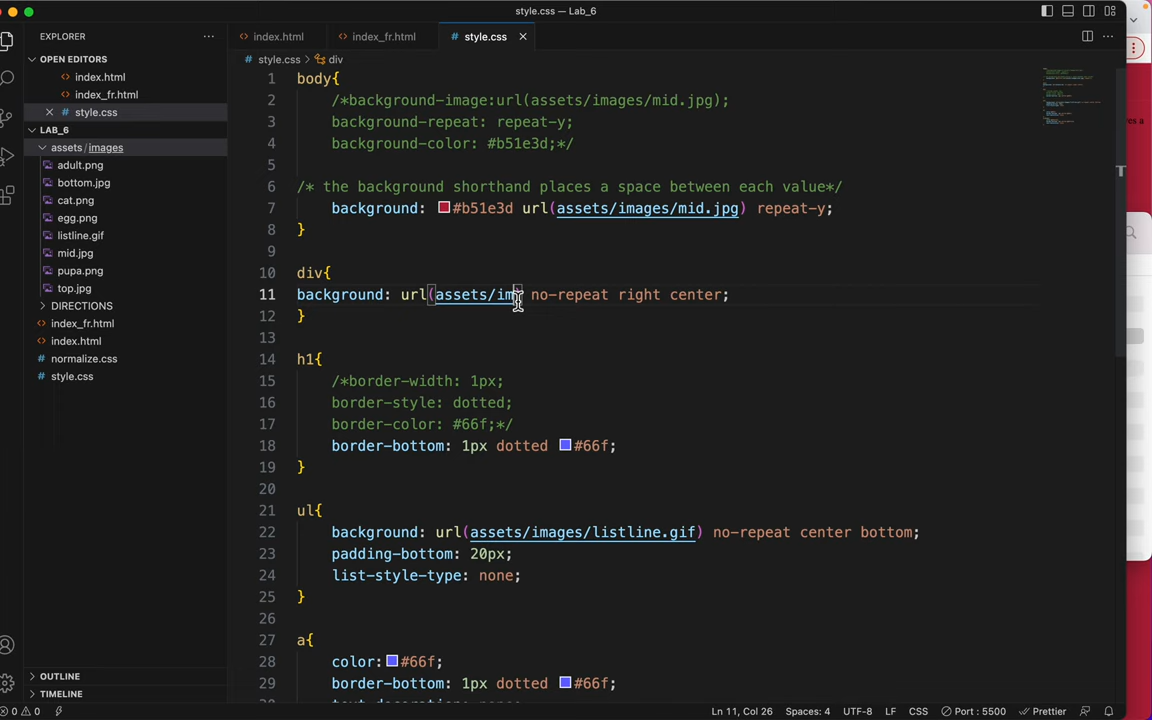 style.css — Lab_6
EXPLORER
OPEN EDITORS
index.html
index_fr.html
style.css
LAB_6
assets / images
adult.png
bottom.jpg
cat.png
egg.png
listline.gif
mid.jpg
pupa.png
top.jpg
DIRECTIONS
index_fr.html
index.html
normalize.css
style.css
OUTLINE
TIMELINE
index.html index_fr.html style.css
style.css > div
1 body{
2 /*background-image:url(assets/images/mid.jpg);
3 background-repeat: repeat-y;
4 background-color: #b51e3d;*/
5
6 /* the background shorthand places a space between each value*/
7 background: #b51e3d url(assets/images/mid.jpg) repeat-y;
8 }
9
10 div{
11 background: url(assets/im) no-repeat right center;
12 }
13
14 h1{
15 /*border-width: 1px;
16 border-style: dotted;
17 border-color: #66f;*/
18 border-bottom: 1px dotted #66f;
19 }
20
21 ul{
22 background: url(assets/images/listline.gif) no-repeat center bottom;
23 padding-bottom: 20px;
24 list-style-type: none;
25 }
26
27 a{
28 color: #66f;
29 border-bottom: 1px dotted #66f;
0 0 Ln 11, Col 26 Spaces: 4 UTF-8 LF CSS Port : 5500 Prettier